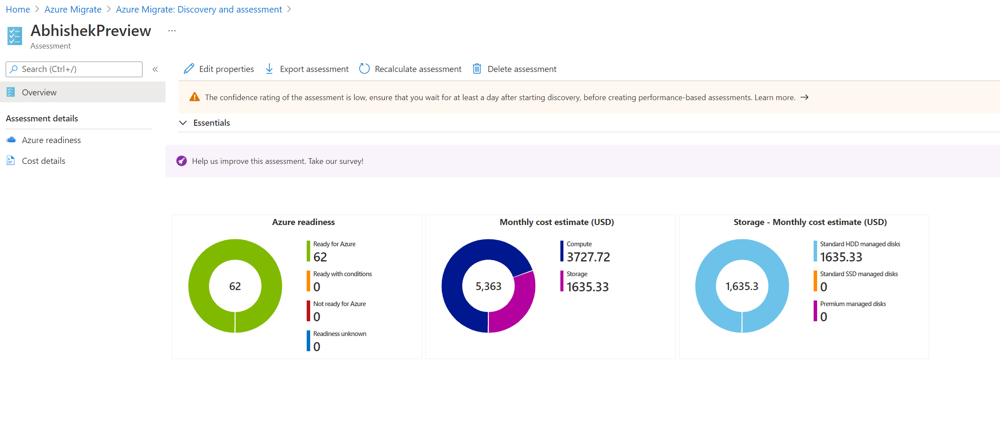 Home > Azure Migrate > Azure Migrate: Discovery and assessment >
AbhishekPreview ...
Assessment
Search (Ctrl+/) «
Edit properties Export assessment Recalculate assessment Delete assessment
Overview
The confidence rating of the assessment is low, ensure that you wait for at least a day after starting discovery, before creating performance-based assessments. Learn more. →
Assessment details
Essentials
Azure readiness
Cost details
Help us improve this assessment. Take our survey!
Azure readiness
62
Ready for Azure
62
Ready with conditions
0
Not ready for Azure
0
Readiness unknown
0
Monthly cost estimate (USD)
5,363
Compute
3727.72
Storage
1635.33
Storage - Monthly cost estimate (USD)
1,635.3
Standard HDD managed disks
1635.33
Standard SSD managed disks
0
Premium managed disks
0